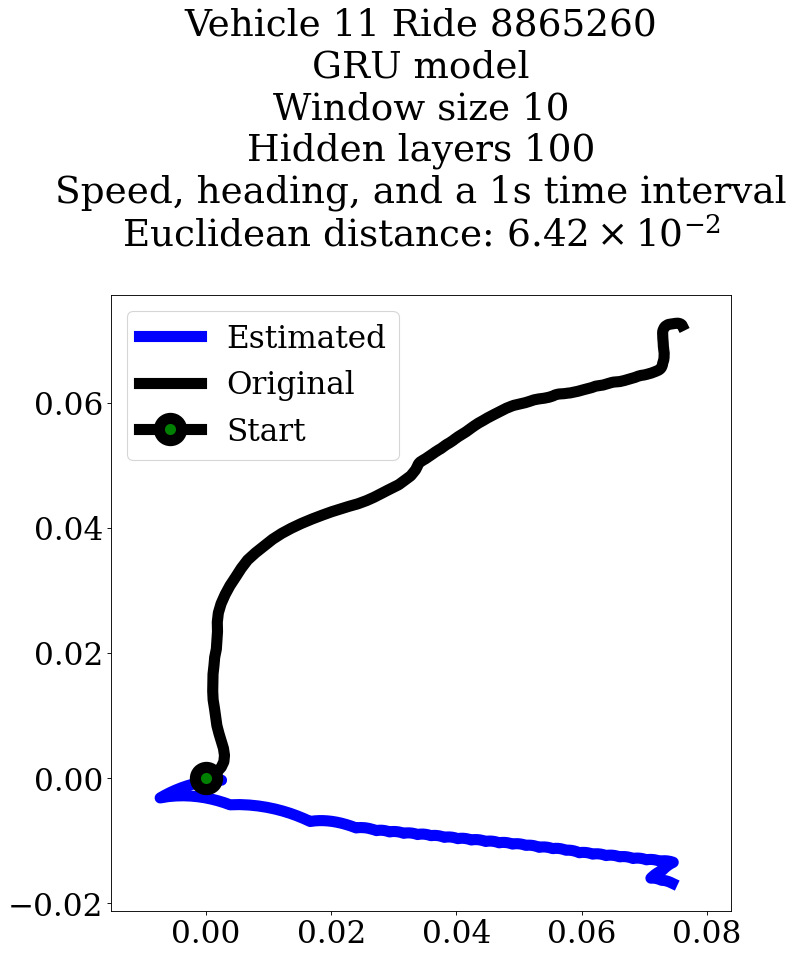 Vehicle 11 Ride 8865260
GRU model
Window size 10
Hidden layers 100
Speed, heading, and a 1s time interval
Euclidean distance: 6.42 × 10⁻²
Estimated
Original
Start
0.06
0.04
0.02
0.00
−0.02
0.00 0.02 0.04 0.06 0.08